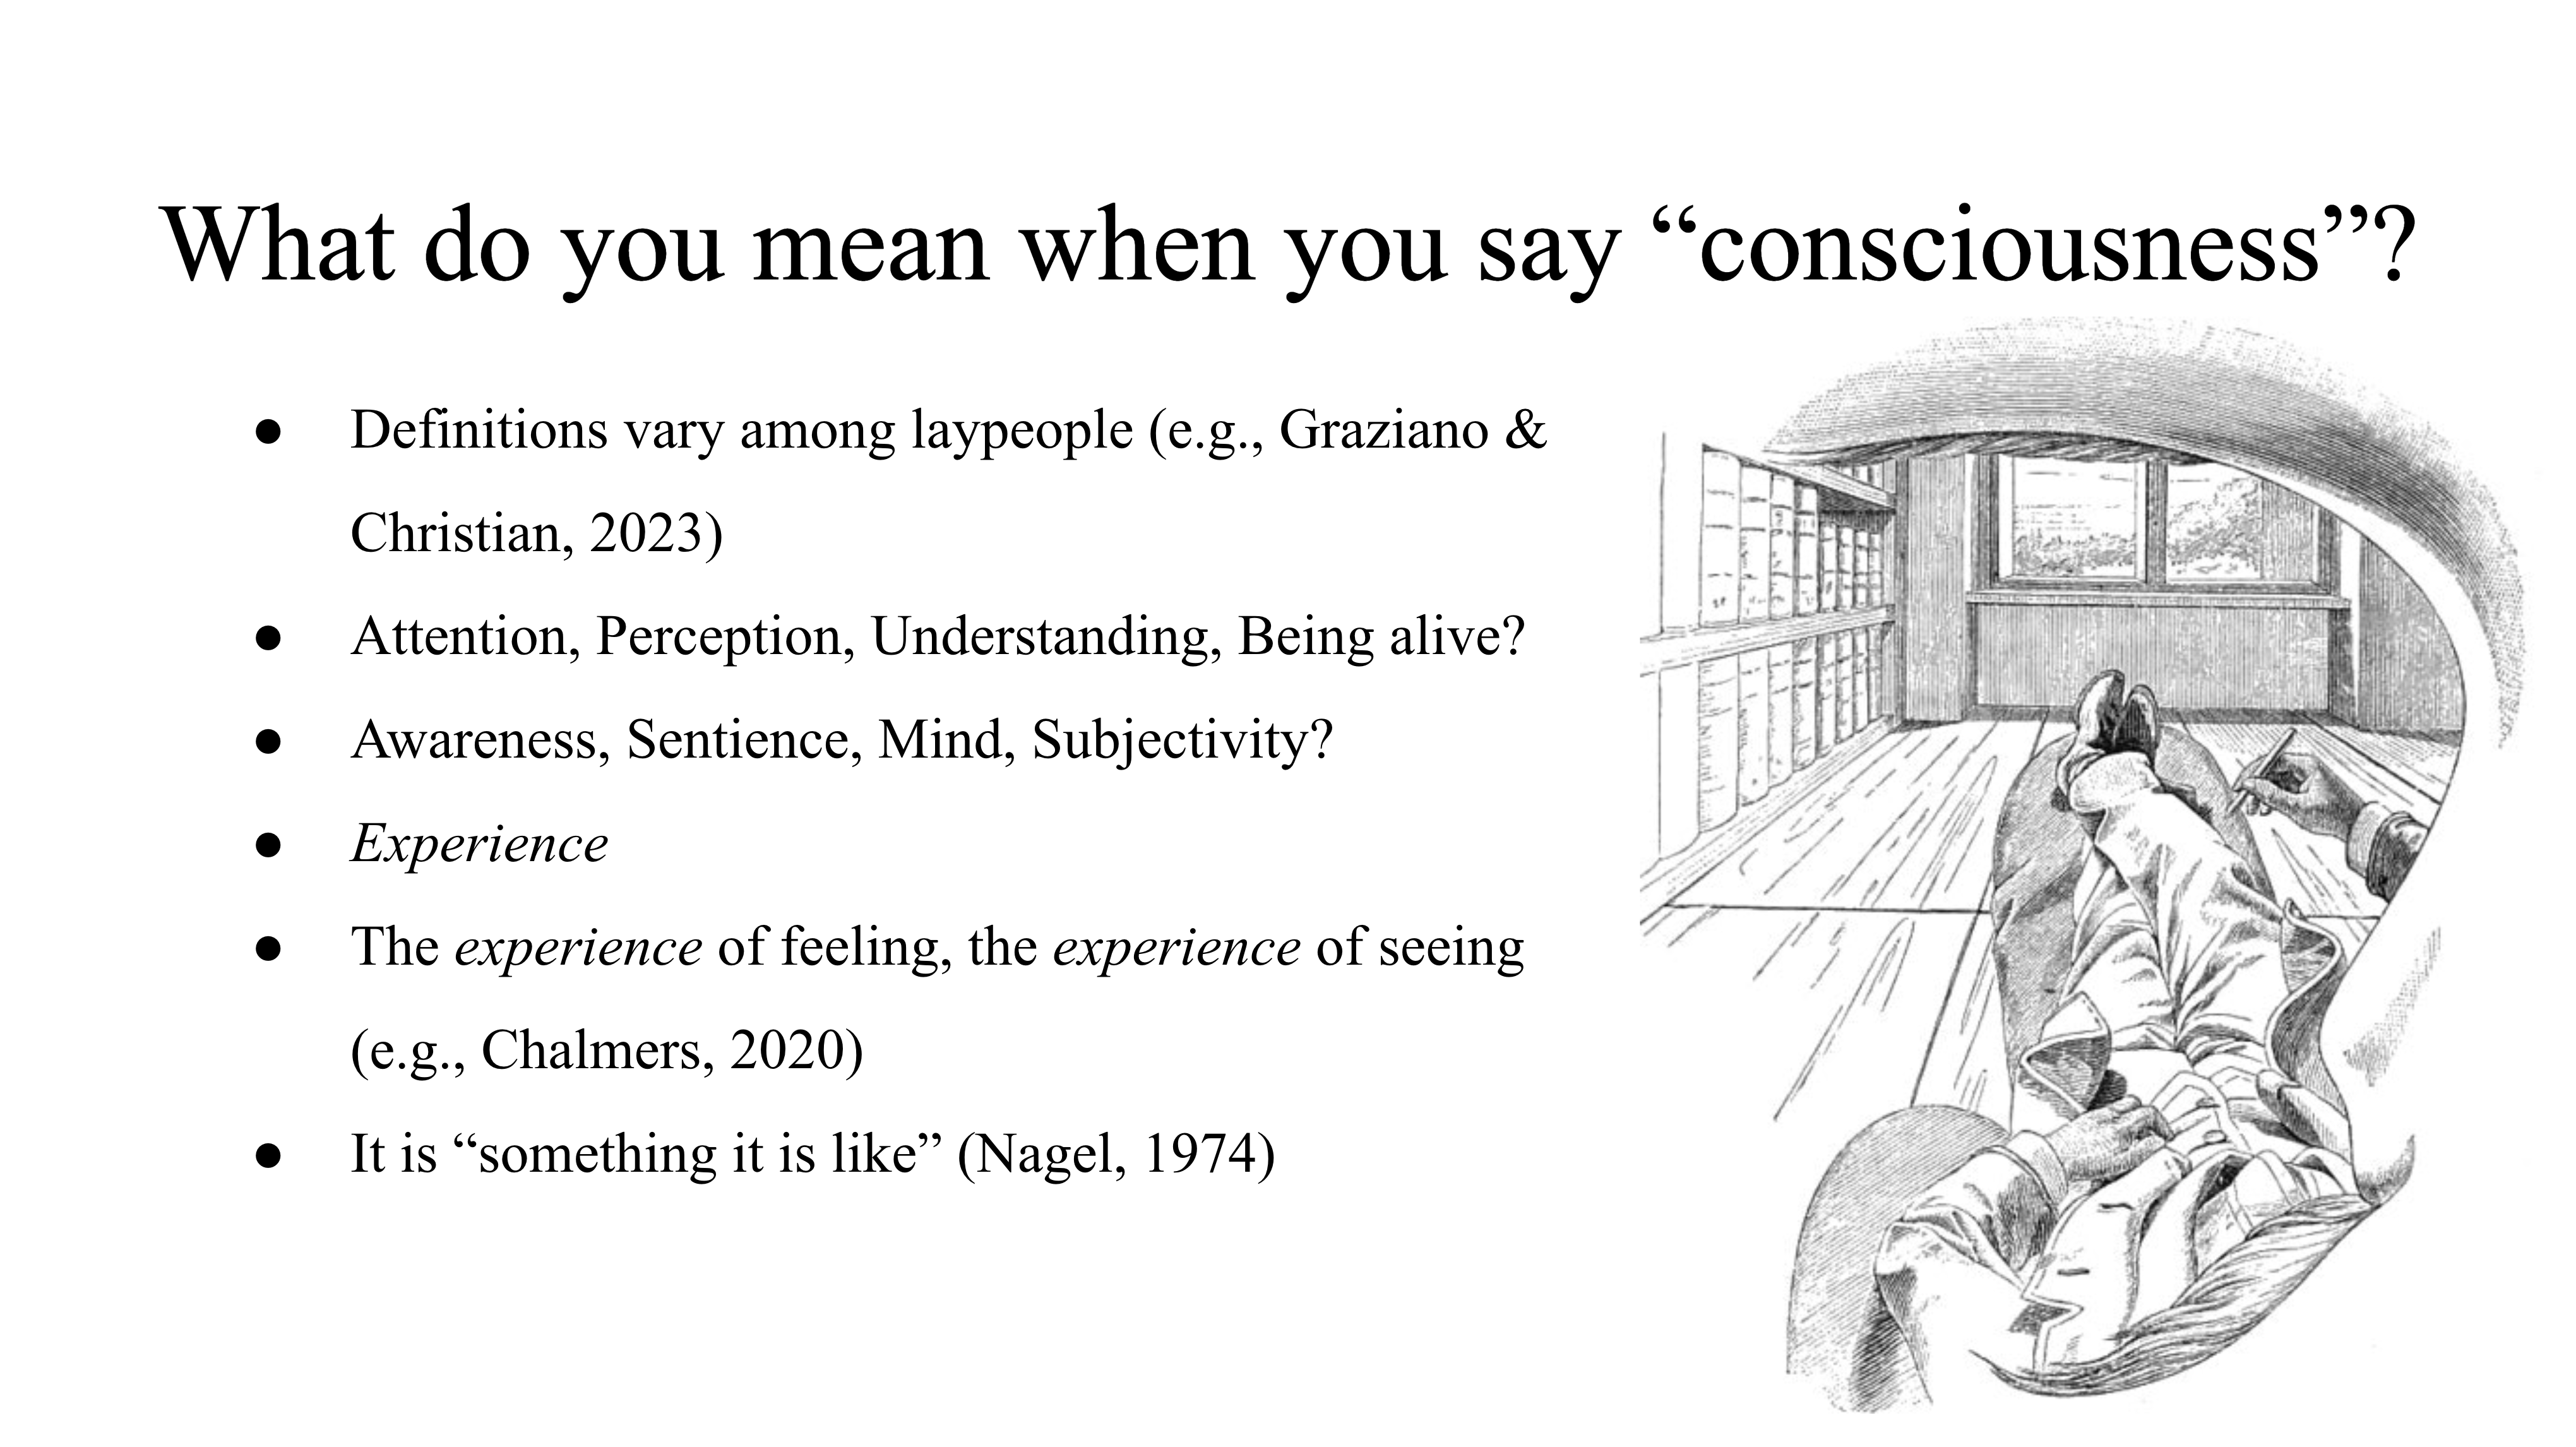 What do you mean when you say “consciousness”?
● Definitions vary among laypeople (e.g., Graziano &
Christian, 2023)
● Attention, Perception, Understanding, Being alive?
● Awareness, Sentience, Mind, Subjectivity?
● Experience
● The experience of feeling, the experience of seeing
(e.g., Chalmers, 2020)
● It is “something it is like” (Nagel, 1974)